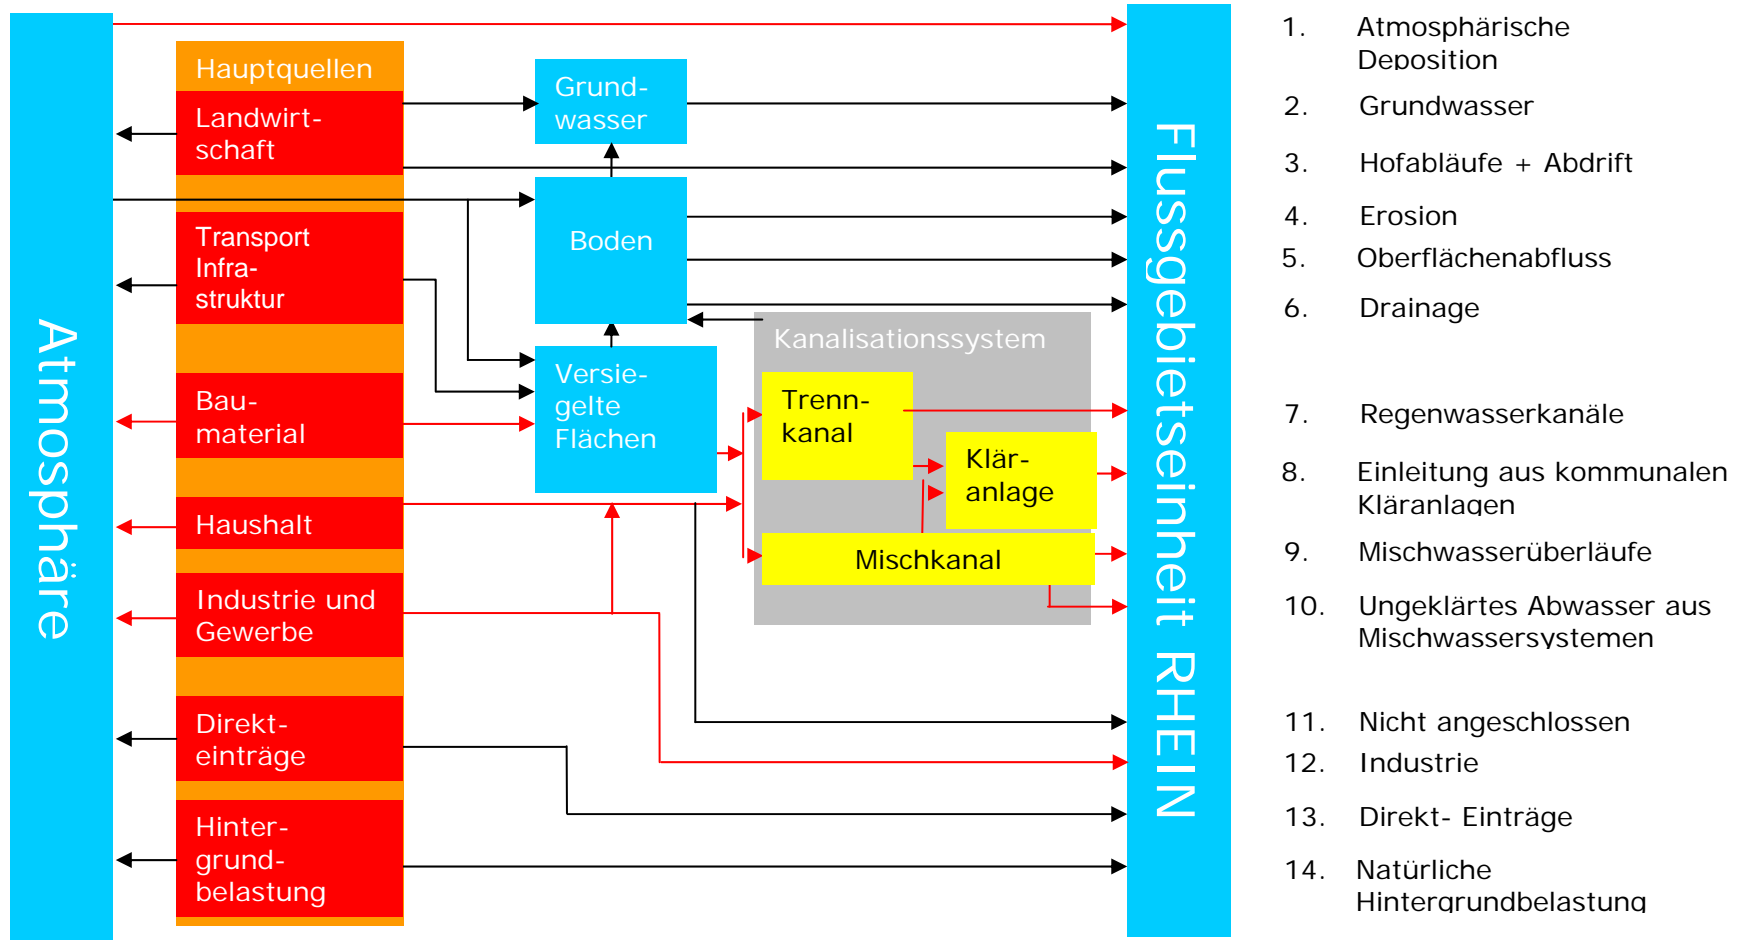 Atmosphäre
Hauptquellen
Landwirt-
schaft
Transport
Infra-
struktur
Bau-
material
Haushalt
Industrie und
Gewerbe
Direkt-
einträge
Hinter-
grund-
belastung
Grund-
wasser
Boden
Versie-
gelte
Flächen
Kanalisationssystem
Trenn-
kanal
Klär-
anlage
Mischkanal
Flussgebietseinheit RHEIN
1. Atmosphärische
Deposition
2. Grundwasser
3. Hofabläufe + Abdrift
4. Erosion
5. Oberflächenabfluss
6. Drainage
7. Regenwasserkanäle
8. Einleitung aus kommunalen
Kläranlagen
9. Mischwasserüberläufe
10. Ungeklärtes Abwasser aus
Mischwassersystemen
11. Nicht angeschlossen
12. Industrie
13. Direkt- Einträge
14. Natürliche
Hintergrundbelastung